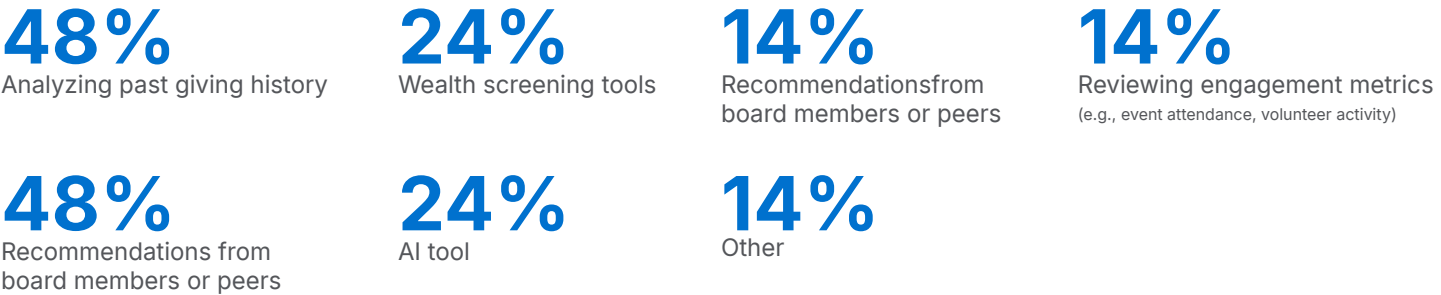 48%
24%
14%
14%
Analyzing past giving history
Wealth screening tools
Recommendationsfrom
board members or peers
Reviewing engagement metrics
(e.g., event attendance, volunteer activity)
48%
24%
14%
Recommendations from
board members or peers
AI tool
Other